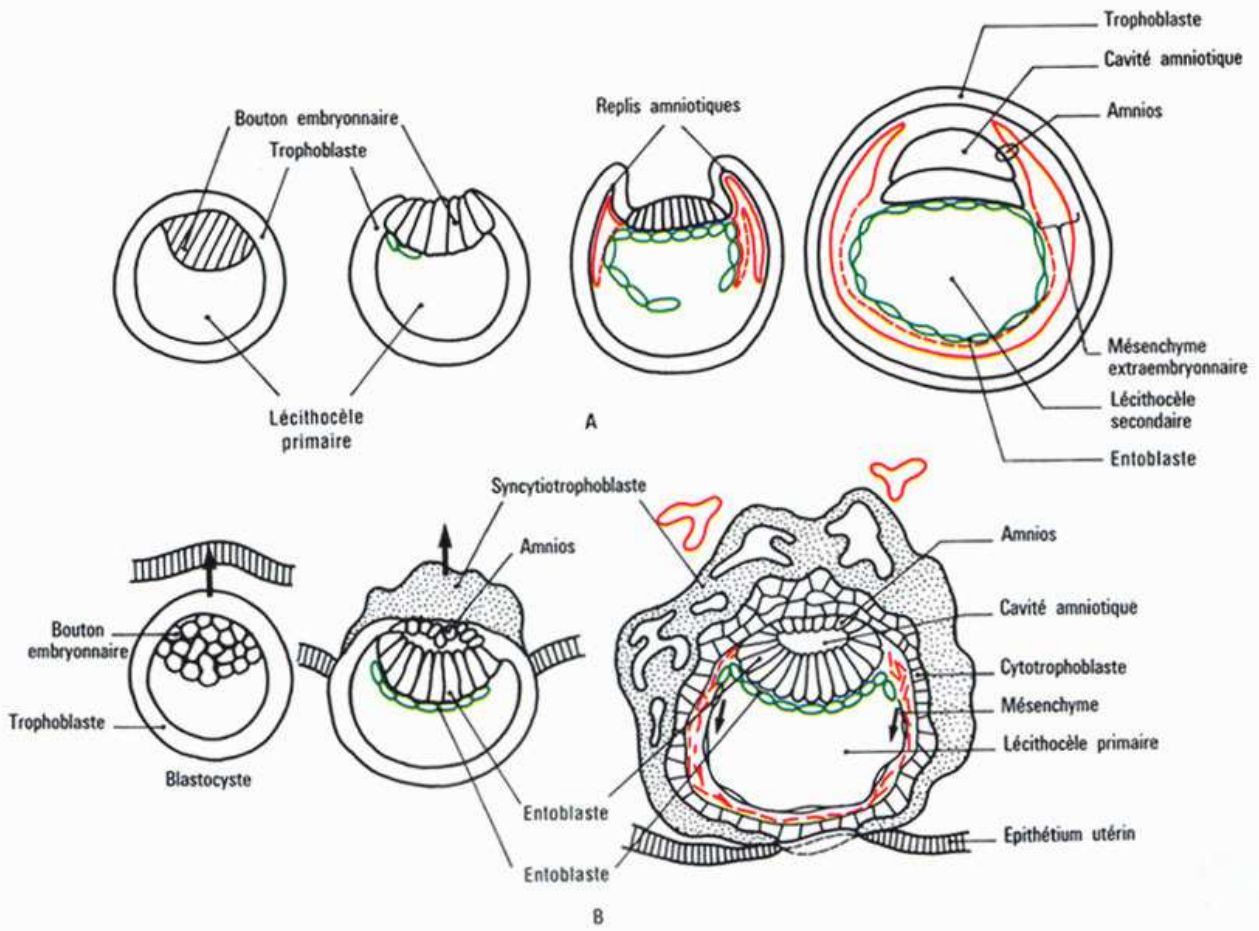 Trophoblaste
Cavité amniotique
Amnios
Bouton embryonnaire
Trophoblaste
Replis amniotiques
Lécithocèle
primaire
A
Mésenchyme
extraembryonnaire
Lécithocèle
secondaire
Entoblaste
Syncytiotrophoblaste
Amnios
Bouton
embryonnaire
Trophoblaste
Blastocyste
Entoblaste
Entoblaste
Amnios
Cavité amniotique
Cytotrophoblaste
Mésenchyme
Lécithocèle primaire
Epithétium utérin
B